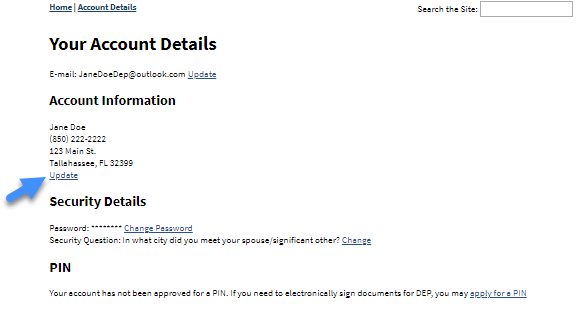 Home | Account Details
Search the Site:
Your Account Details
E-mail: JaneDoeDep@outlook.com Update
Account Information
Jane Doe
(850) 222-2222
123 Main St.
Tallahassee, FL 32399
Update
Security Details
Password: ******** Change Password
Security Question: In what city did you meet your spouse/significant other? Change
PIN
Your account has not been approved for a PIN. If you need to electronically sign documents for DEP, you may apply for a PIN